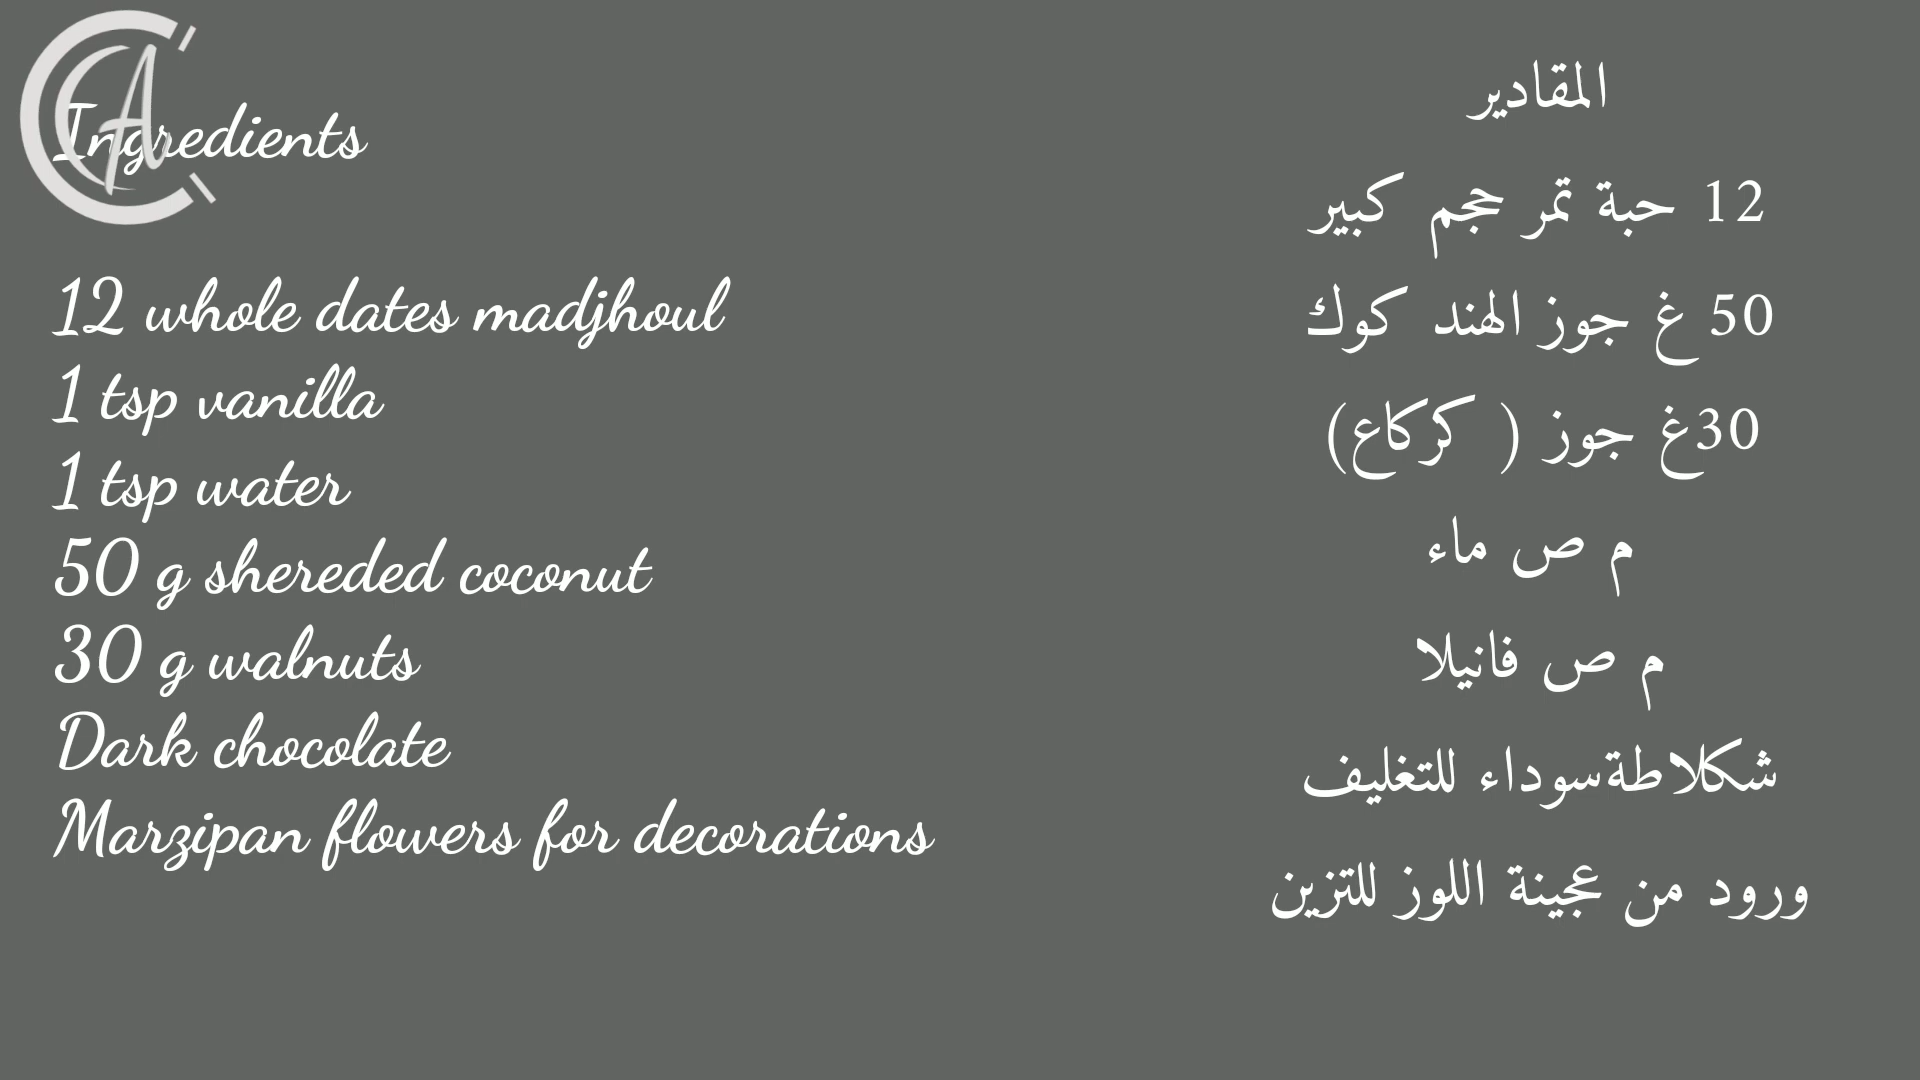 Ingredients
12 whole dates madjhoul
1 tsp vanilla
1 tsp water
50 g shereded coconut
30 g walnuts
Dark chocolate
Marzipan flowers for decorations
المقادير
12 حبة تمر حجم كبير
50 غ جوز الهند كوك
30غ جوز ( كركاع)
م ص ماء
م ص فانيلا
شكلاطةسوداء للتغليف
ورود من عجينة اللوز للتزين